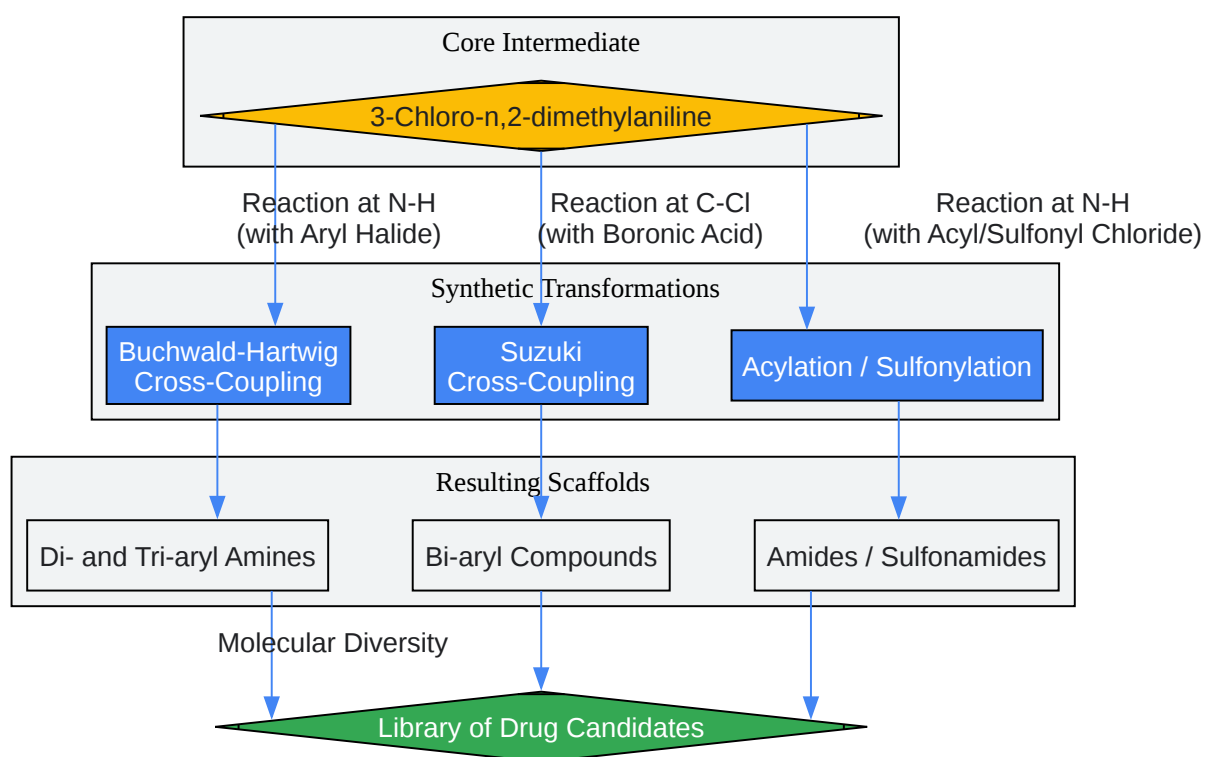 Core Intermediate
3-Chloro-n,2-dimethylaniline
Reaction at N-H
(with Aryl Halide)
Reaction at C-Cl
(with Boronic Acid)
Reaction at N-H
(with Acyl/Sulfonyl Chloride)
Synthetic Transformations
Buchwald-Hartwig
Cross-Coupling
Suzuki
Cross-Coupling
Acylation / Sulfonylation
Resulting Scaffolds
Di- and Tri-aryl Amines
Bi-aryl Compounds
Amides / Sulfonamides
Molecular Diversity
Library of Drug Candidates